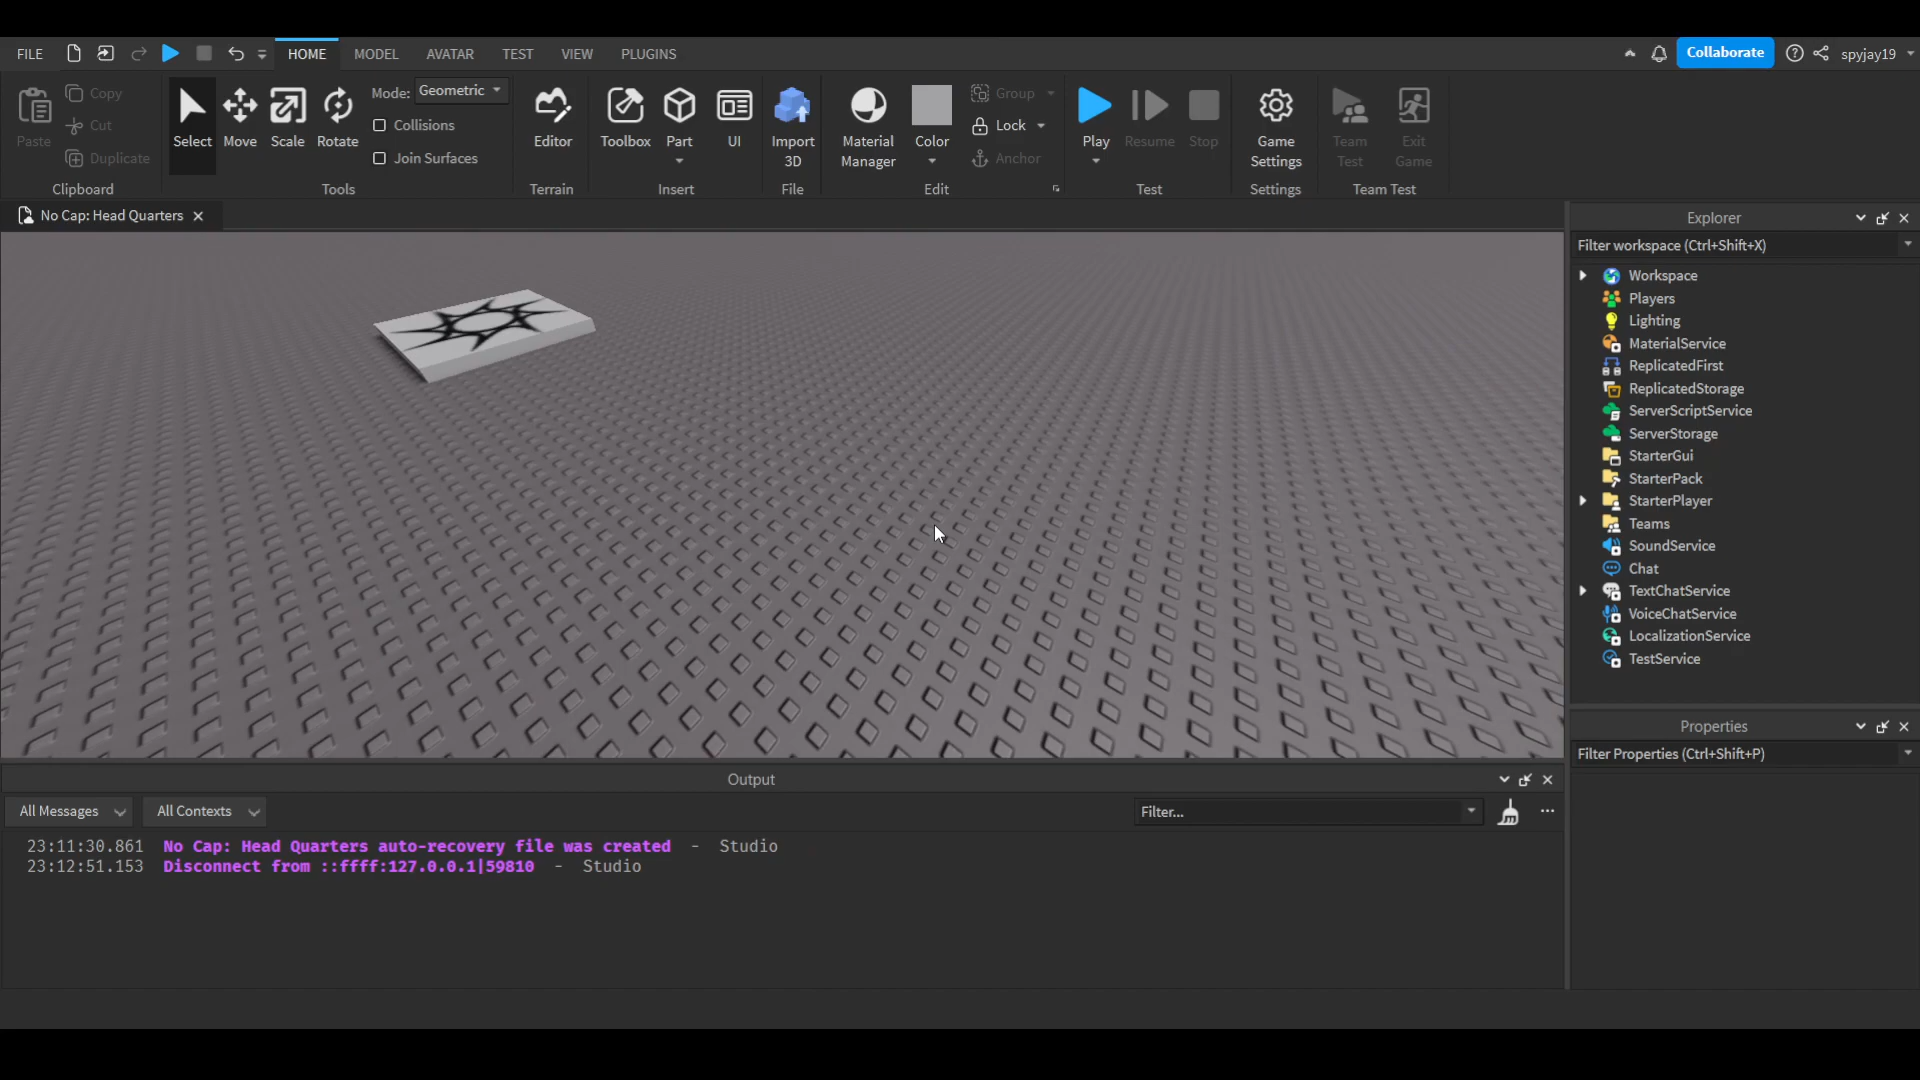 FILE HOME MODEL AVATAR TEST VIEW PLUGINS Collaborate spyjay19
Paste Copy Cut Duplicate
Clipboard
Select Move Scale Rotate
Mode: Geometric
Collisions
Join Surfaces
Tools
Editor
Terrain
Toolbox Part UI
Insert
Import 3D
File
Material Manager
Color
Group
Lock
Anchor
Edit
Play Resume Stop
Test
Game Settings
Settings
Team Test
Exit Game
Team Test
No Cap: Head Quarters
Explorer
Filter workspace (Ctrl+Shift+X)
Workspace
Players
Lighting
MaterialService
ReplicatedFirst
ReplicatedStorage
ServerScriptService
ServerStorage
StarterGui
StarterPack
StarterPlayer
Teams
SoundService
Chat
TextChatService
VoiceChatService
LocalizationService
TestService
Properties
Filter Properties (Ctrl+Shift+P)
Output
All Messages All Contexts Filter...
23:11:30.861 No Cap: Head Quarters auto-recovery file was created - Studio
23:12:51.153 Disconnect from ::ffff:127.0.0.1|59810 - Studio